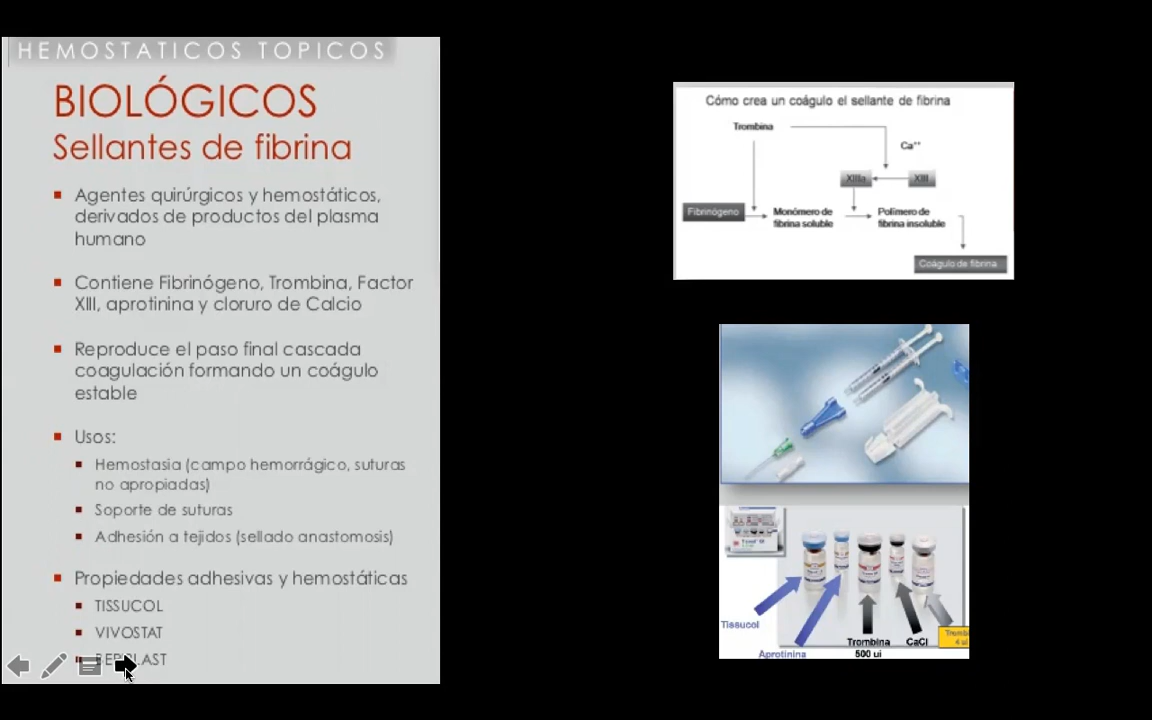 HEMOSTATICOS TOPICOS
BIOLÓGICOS
Sellantes de fibrina
Agentes quirúrgicos y hemostáticos,
derivados de productos del plasma
humano
Contiene Fibrinógeno, Trombina, Factor
XIII, aprotinina y cloruro de Calcio
Reproduce el paso final cascada
coagulación formando un coágulo
estable
Usos:
Hemostasia (campo hemorrágico, suturas
no apropiadas)
Soporte de suturas
Adhesión a tejidos (sellado anastomosis)
Propiedades adhesivas y hemostáticas
TISSUCOL
VIVOSTAT
Cómo crea un coágulo el sellante de fibrina
Trombina
Ca++
XIIIa
XIII
Fibrinógeno
Monómero de
fibrina soluble
Polímero de
fibrina insoluble
Coágulo de fibrina
Tissucol
Aprotinina
Trombina
500 ui
CaCl
4 ui